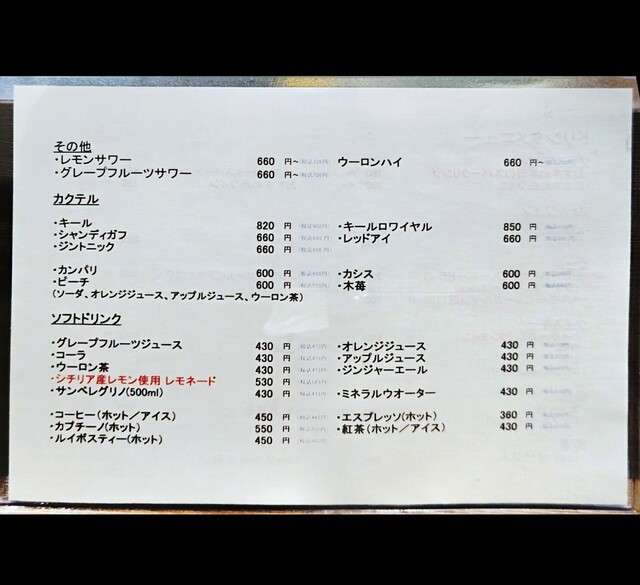 その他
・レモンサワー 660 円～ ウーロンハイ 660 円～
・グレープフルーツサワー 660 円～
カクテル
・キール 820 円 ・キールロワイヤル 850 円
・シャンディガフ 660 円 ・レッドアイ 660 円
・ジントニック 660 円
・カンパリ 600 円 ・カシス 600 円
・ピーチ 600 円 ・木苺 600 円
(ソーダ、オレンジジュース、アップルジュース、ウーロン茶)
ソフトドリンク
・グレープフルーツジュース 430 円 ・オレンジジュース 430 円
・コーラ 430 円 ・アップルジュース 430 円
・ウーロン茶 430 円 ・ジンジャーエール 430 円
・シチリア産レモン使用 レモネード 530 円
・サンペレグリノ(500ml) 430 円 ・ミネラルウオーター 430 円
・コーヒー(ホット／アイス) 450 円 ・エスプレッソ(ホット) 360 円
・カプチーノ(ホット) 550 円 ・紅茶(ホット／アイス) 430 円
・ルイボスティー(ホット) 450 円